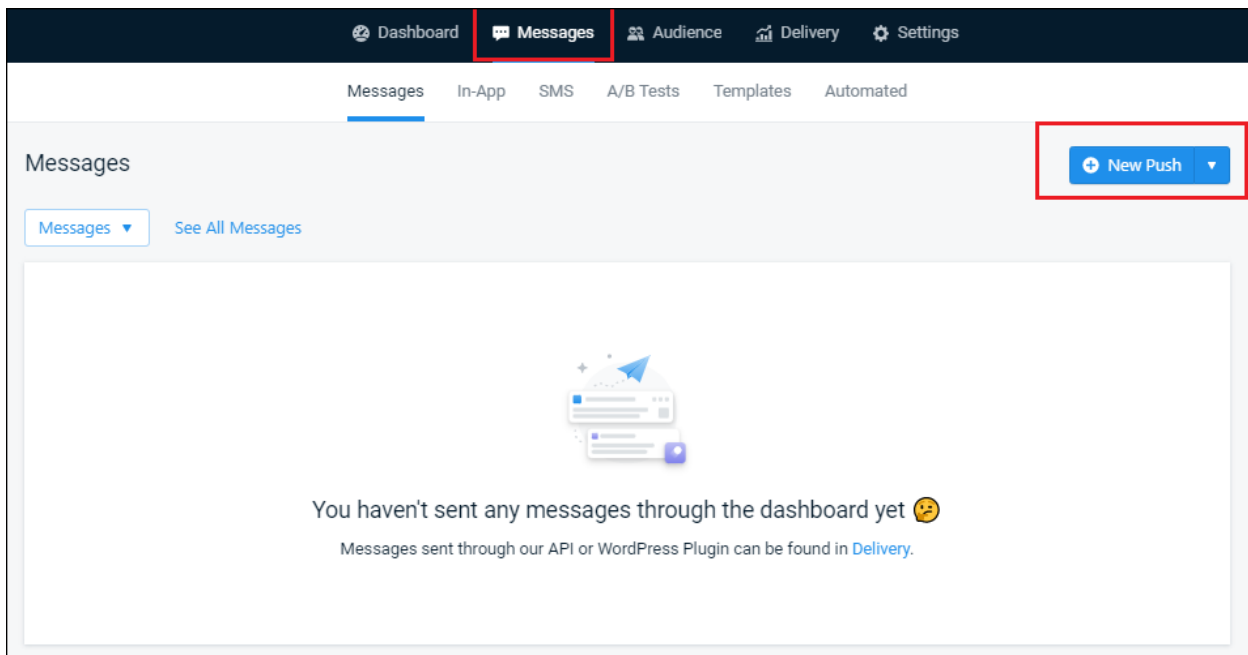 Dashboard Messages Audience Delivery Settings
Messages In-App SMS A/B Tests Templates Automated
Messages
New Push
Messages See All Messages
You haven't sent any messages through the dashboard yet 🤔
Messages sent through our API or WordPress Plugin can be found in Delivery.